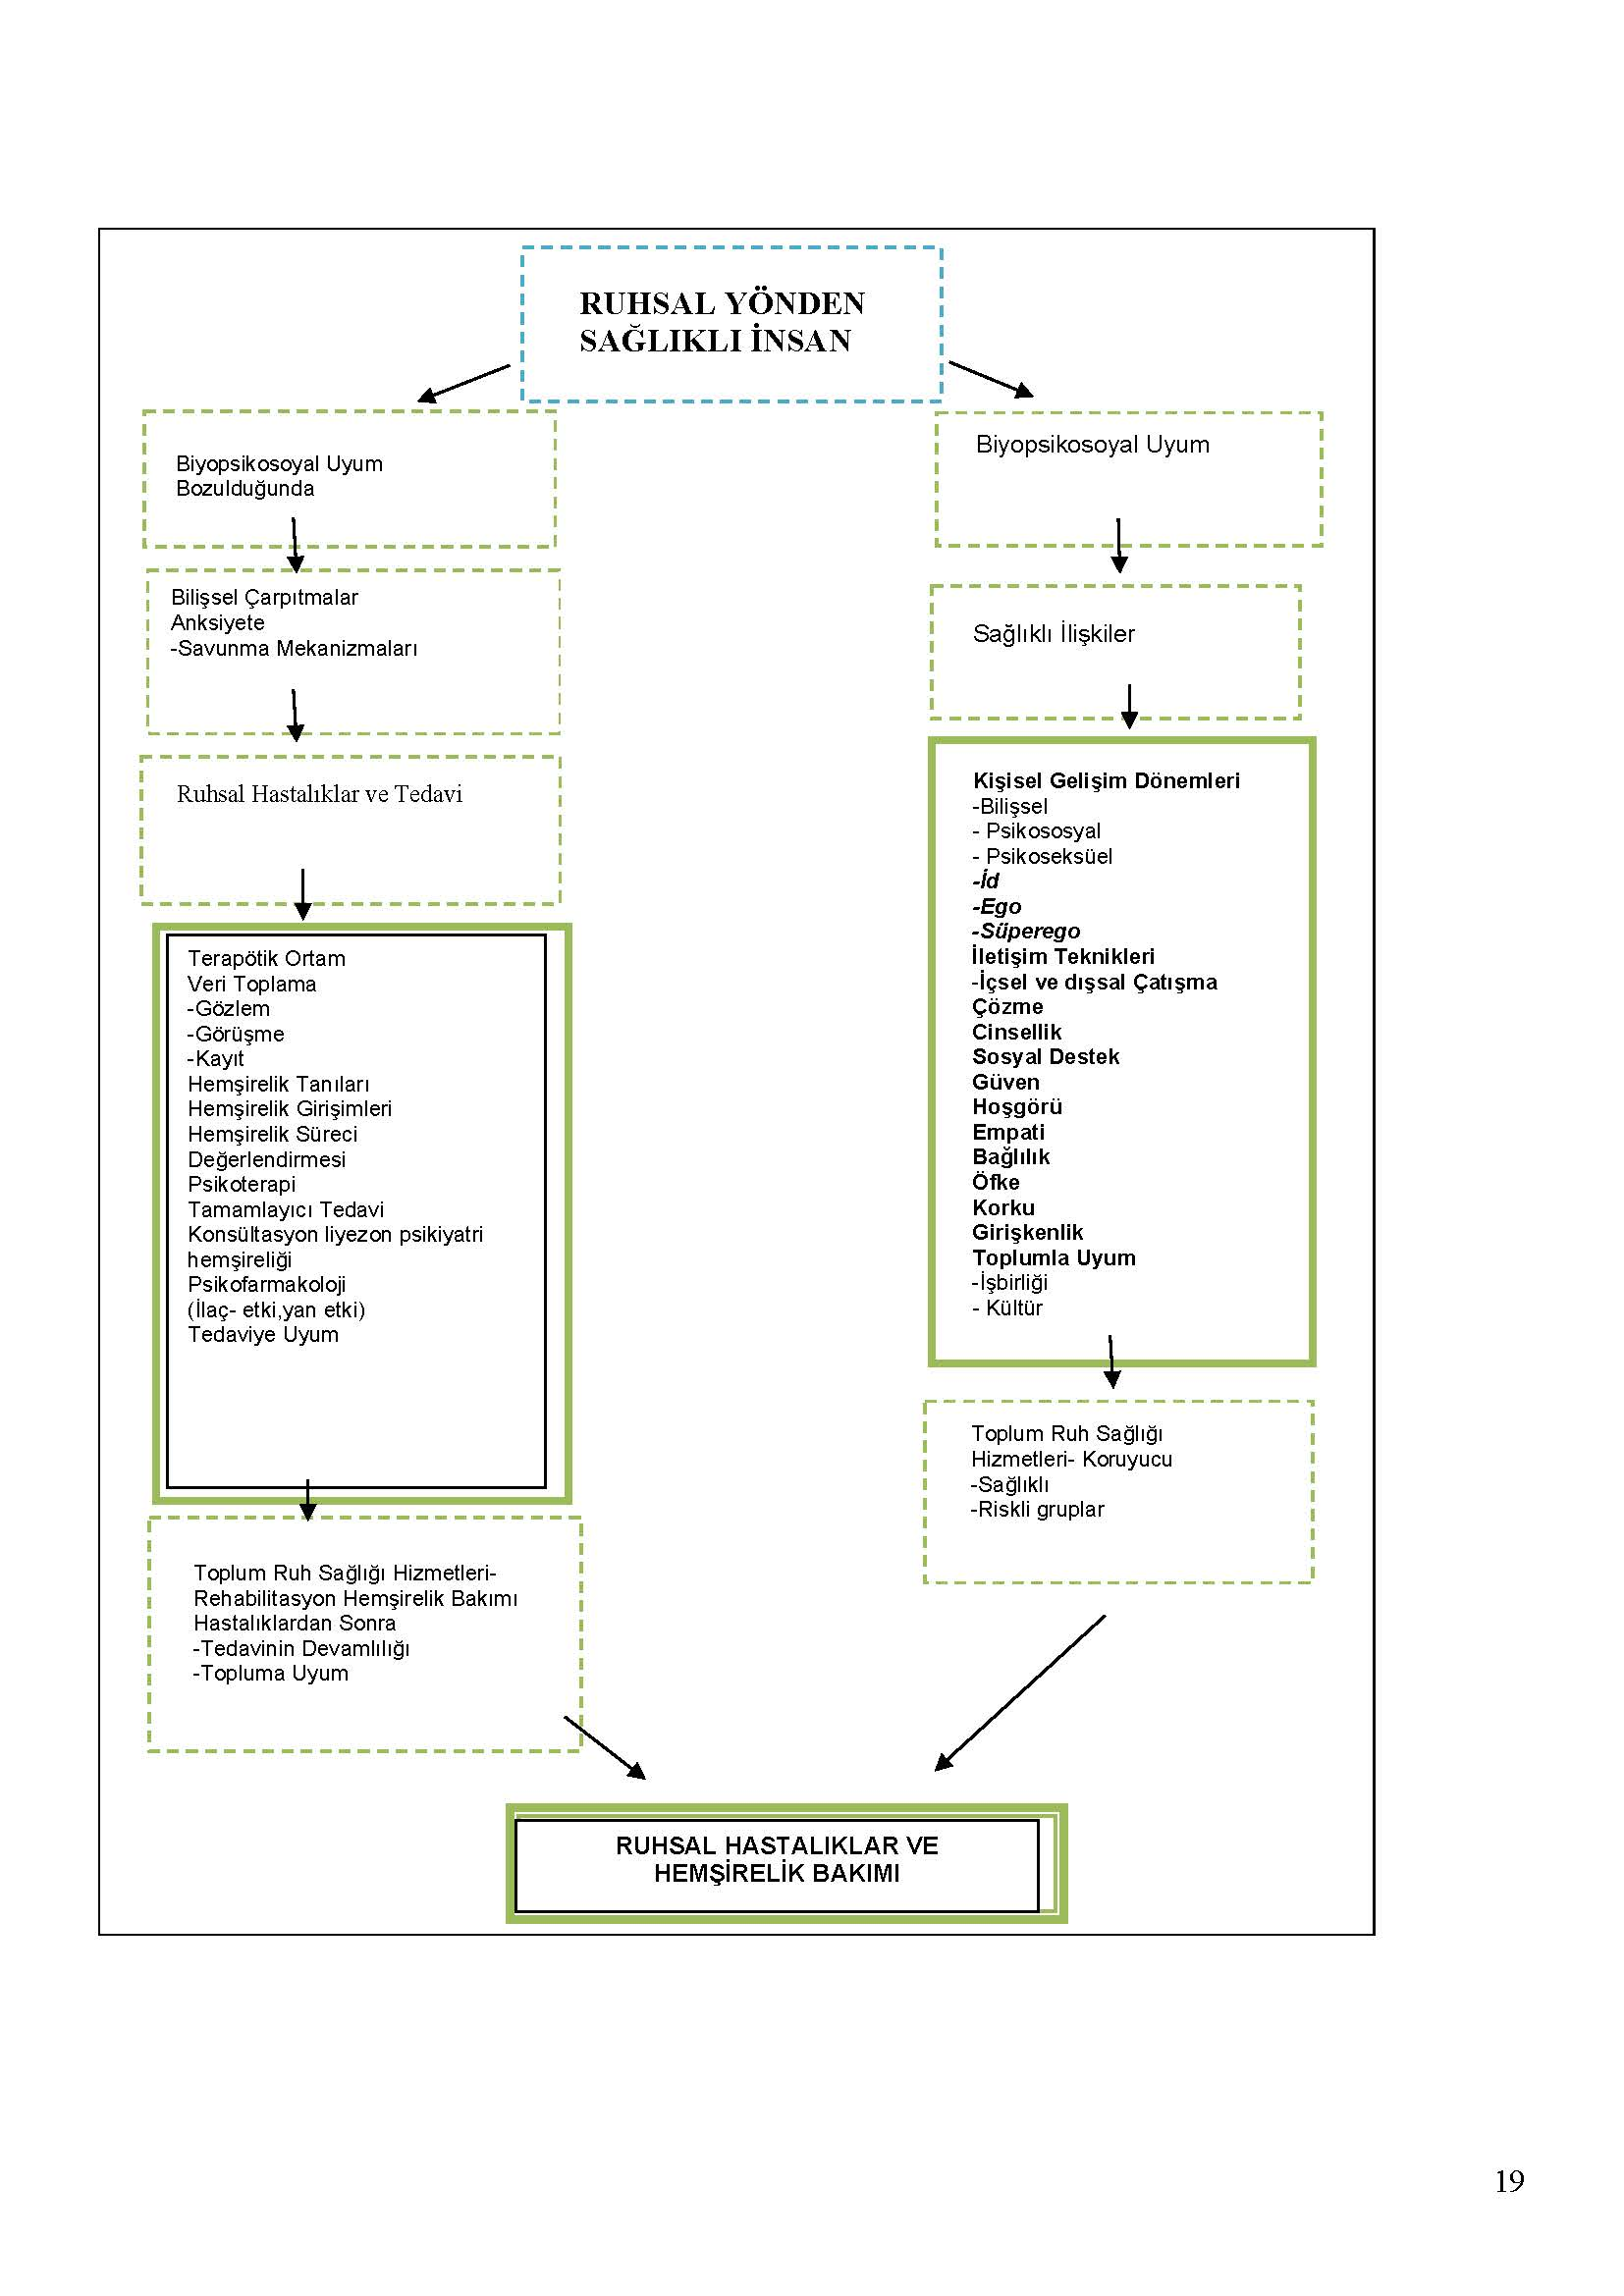 RUHSAL YÖNDEN
SAĞLIKLI İNSAN
Biyopsikosoyal Uyum
Bozulduğunda
Bilişsel Çarpıtmalar
Anksiyete
-Savunma Mekanizmaları
Ruhsal Hastalıklar ve Tedavi
Terapötik Ortam
Veri Toplama
-Gözlem
-Görüşme
-Kayıt
Hemşirelik Tanıları
Hemşirelik Girişimleri
Hemşirelik Süreci
Değerlendirmesi
Psikoterapi
Tamamlayıcı Tedavi
Konsültasyon liyezon psikiyatri
hemşireliği
Psikofarmakoloji
(İlaç- etki,yan etki)
Tedaviye Uyum
Toplum Ruh Sağlığı Hizmetleri-
Rehabilitasyon Hemşirelik Bakımı
Hastalıklardan Sonra
-Tedavinin Devamlılığı
-Topluma Uyum
Biyopsikosoyal Uyum
Sağlıklı İlişkiler
Kişisel Gelişim Dönemleri
-Bilişsel
- Psikososyal
- Psikoseksüel
-İd
-Ego
-Süperego
İletişim Teknikleri
-İçsel ve dışsal Çatışma
Çözme
Cinsellik
Sosyal Destek
Güven
Hoşgörü
Empati
Bağlılık
Öfke
Korku
Girişkenlik
Toplumla Uyum
-İşbirliği
- Kültür
Toplum Ruh Sağlığı
Hizmetleri- Koruyucu
-Sağlıklı
-Riskli gruplar
RUHSAL HASTALIKLAR VE
HEMŞİRELİK BAKIMI
19